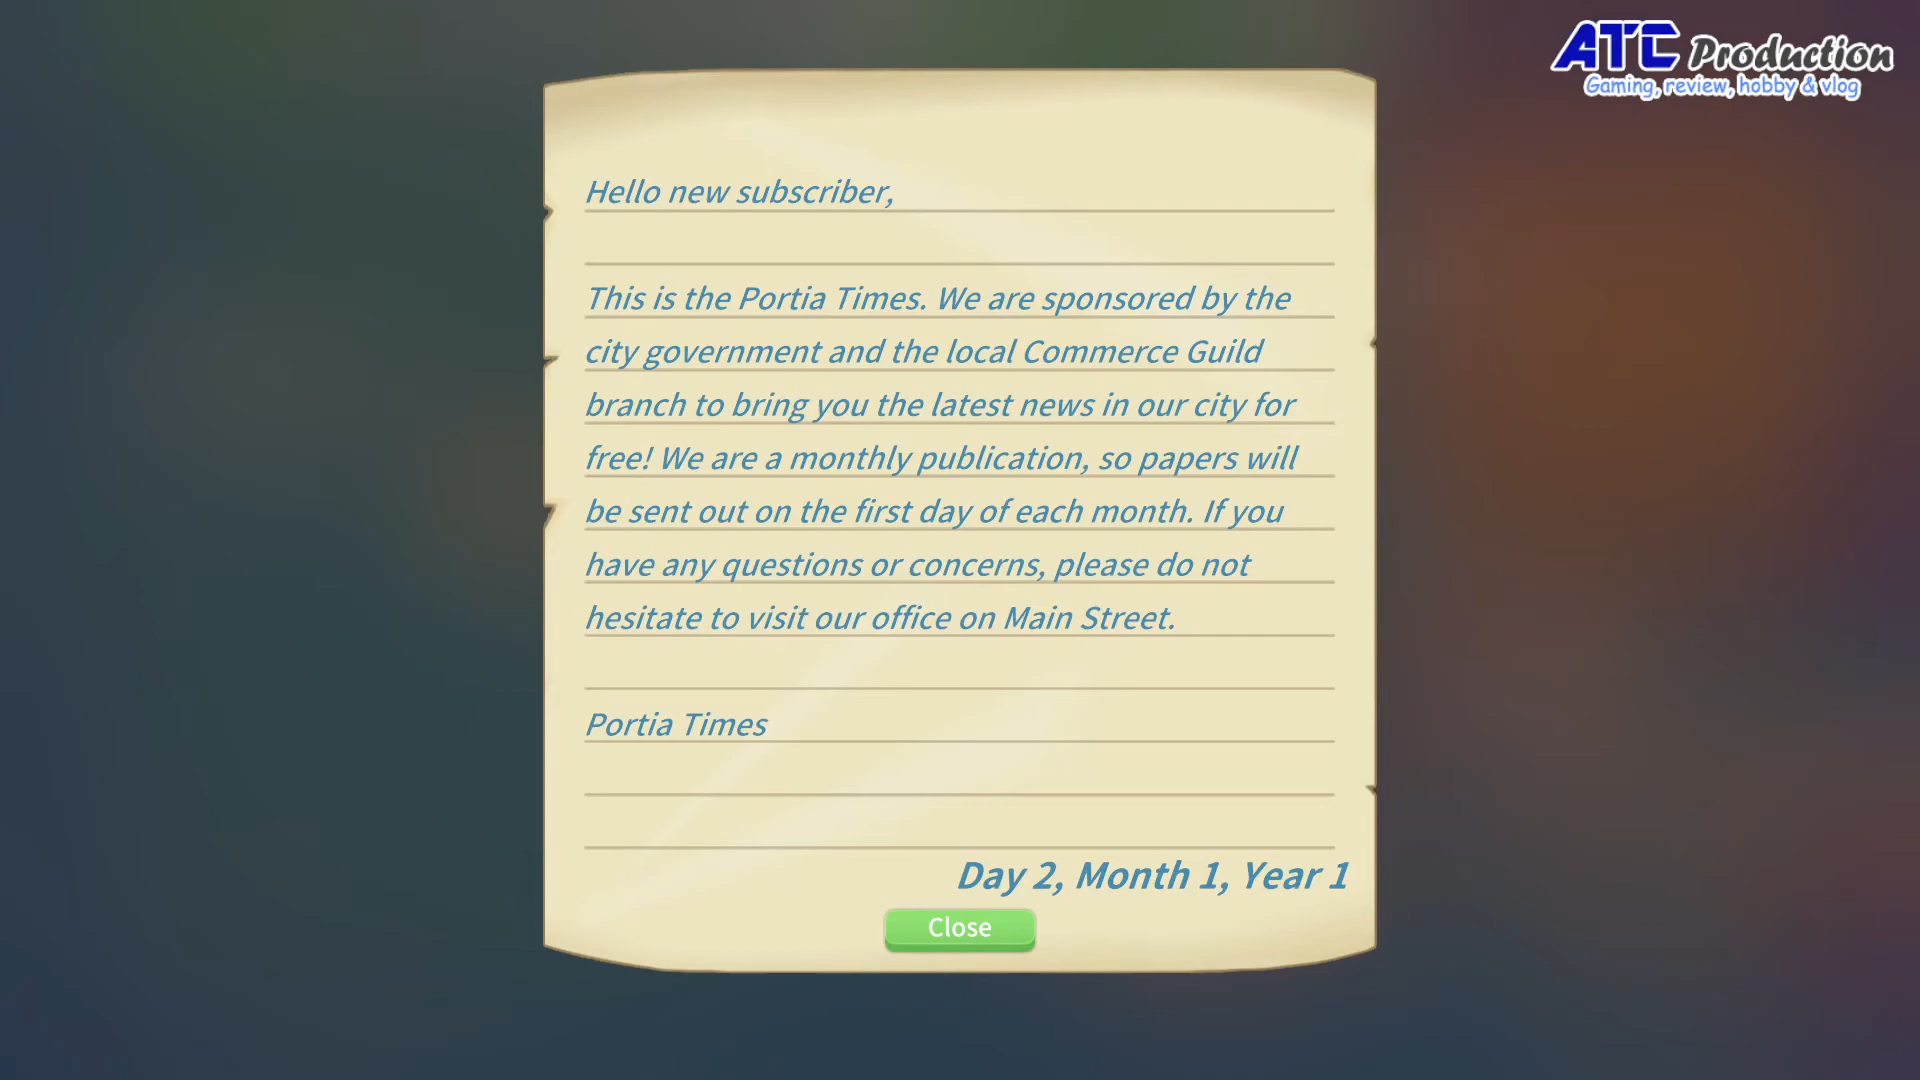 ATC Production
Gaming, review, hobby & vlog
Hello new subscriber,
This is the Portia Times. We are sponsored by the
city government and the local Commerce Guild
branch to bring you the latest news in our city for
free! We are a monthly publication, so papers will
be sent out on the first day of each month. If you
have any questions or concerns, please do not
hesitate to visit our office on Main Street.
Portia Times
Day 2, Month 1, Year 1
Close